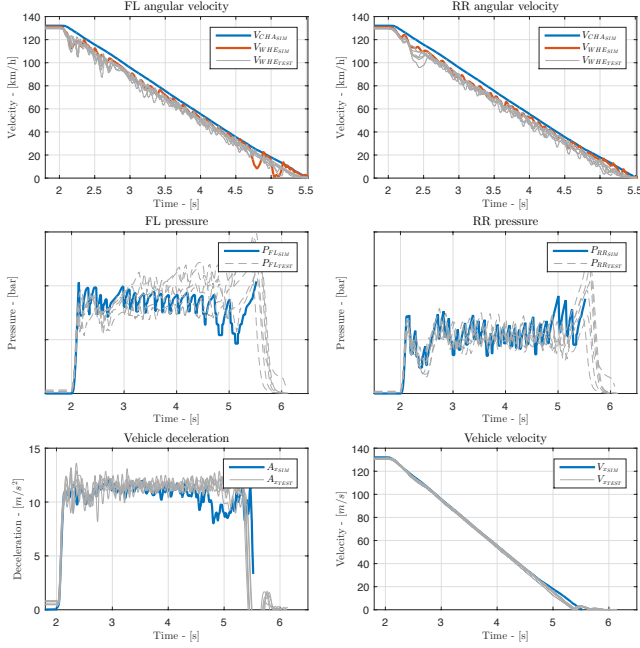 FL angular velocity
RR angular velocity
140
120
100
80
60
40
20
0
Velocity - [km/h]
V_CHA_SIM
V_WHE_SIM
V_WHE_TEST
2 2.5 3 3.5 4 4.5 5 5.5
Time - [s]
140
120
100
80
60
40
20
0
Velocity - [km/h]
V_CHA_SIM
V_WHE_SIM
V_WHE_TEST
2 2.5 3 3.5 4 4.5 5 5.5
Time - [s]
FL pressure
RR pressure
Pressure - [bar]
P_FL_SIM
P_FL_TEST
2 3 4 5 6
Time - [s]
Pressure - [bar]
P_RR_SIM
P_RR_TEST
2 3 4 5 6
Time - [s]
Vehicle deceleration
Vehicle velocity
15
10
5
0
Deceleration - [m/s²]
A_x_SIM
A_x_TEST
2 3 4 5 6
Time - [s]
140
120
100
80
60
40
20
0
Velocity - [m/s]
V_x_SIM
V_x_TEST
2 3 4 5 6
Time - [s]